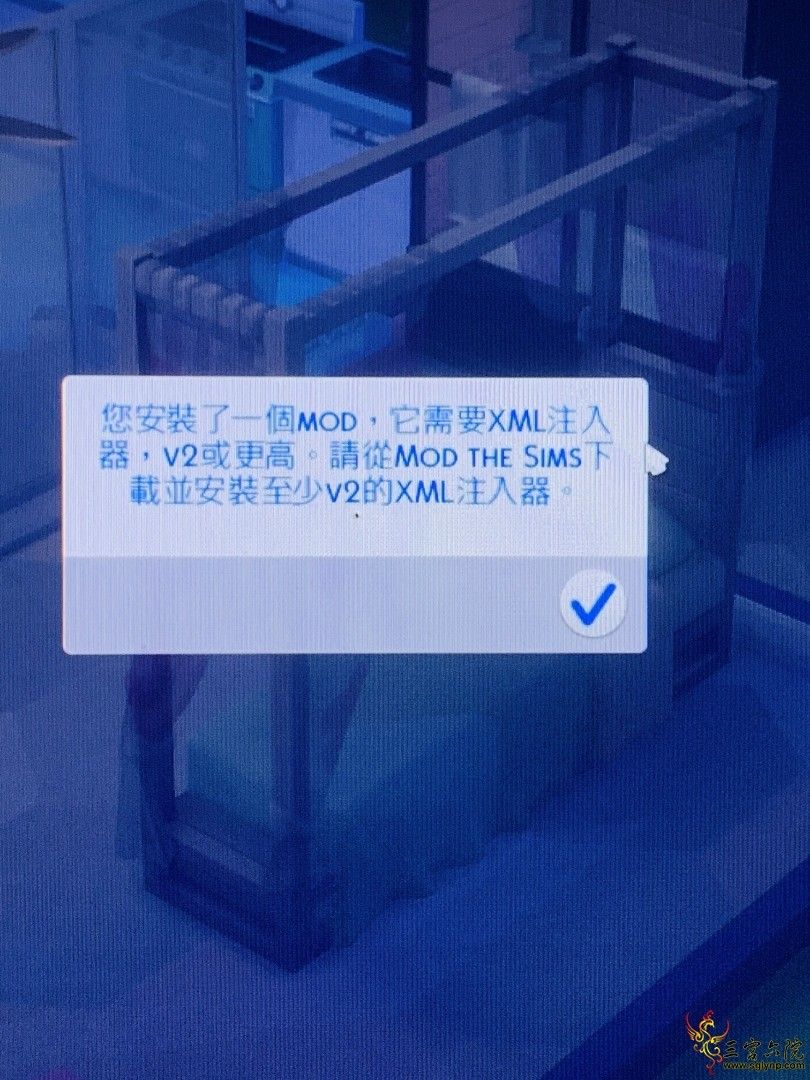 您安裝了一個MOD，它需要XML注入
器，V2或更高。請從MOD THE SIMS下
載並安裝至少V2的XML注入器。
三宫六院
www.sglynp.com